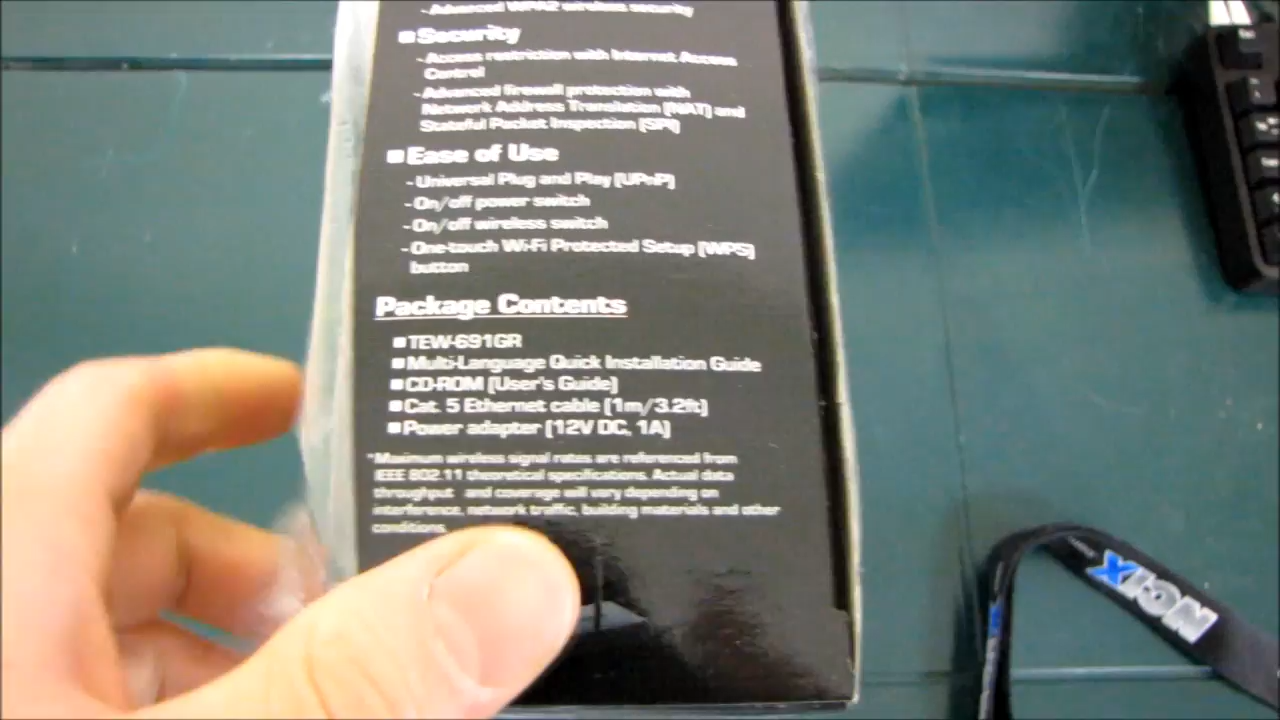 - Advanced WPA2 wireless security
■ Security
- Access restriction with Internet Access
Control
- Advanced firewall protection with
Network Address Translation [NAT] and
Stateful Packet Inspection [SPI]
■ Ease of Use
- Universal Plug and Play [UPnP]
- On/off power switch
- On/off wireless switch
- One-touch Wi-Fi Protected Setup [WPS]
button
Package Contents
■ TEW-691GR
■ Multi-Language Quick Installation Guide
■ CD-ROM [User's Guide]
■ Cat. 5 Ethernet cable [1m/3.2ft]
■ Power adapter [12V DC, 1A]
*Maximum wireless signal rates are referenced from
IEEE 802.11 theoretical specifications. Actual data
throughput and coverage will vary depending on
interference, network traffic, building materials and other
conditions.
XION